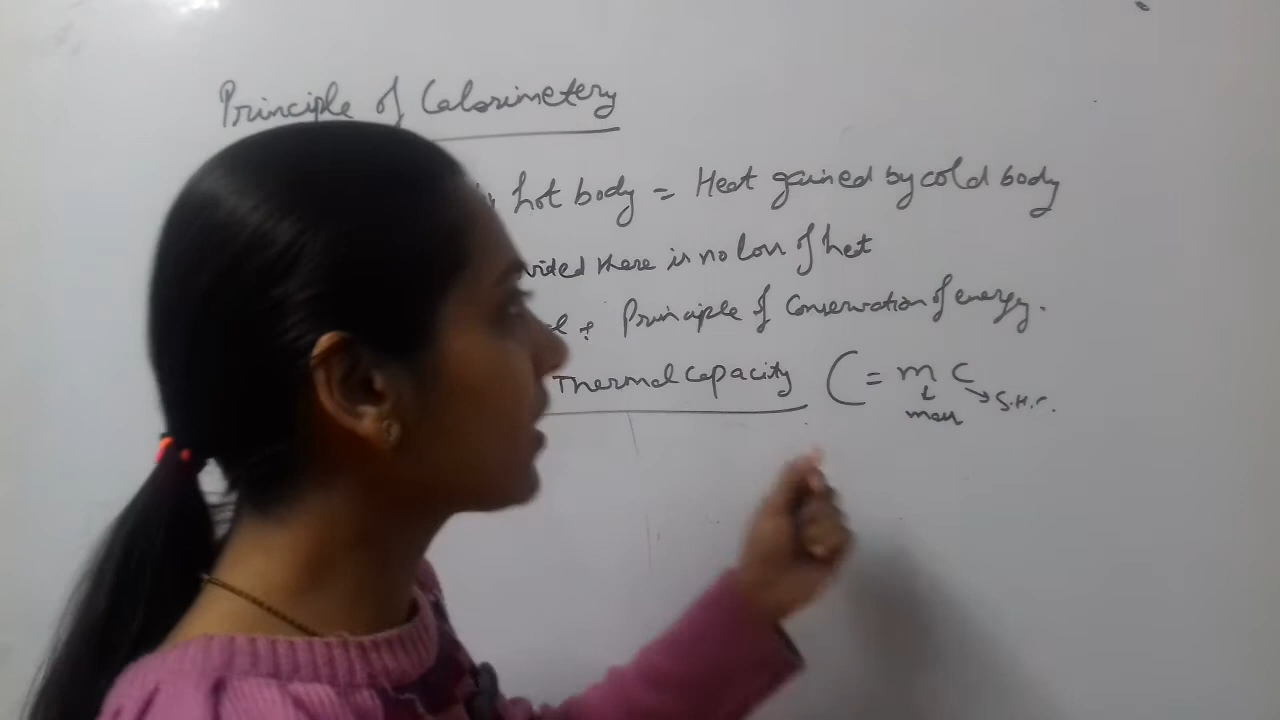 Principle of Calorimetery
hot body = Heat gained by cold body
vided there is no loss of het
Principle of Conservation of energy.
Thermal Capacity C = m c
mass S.H.C.